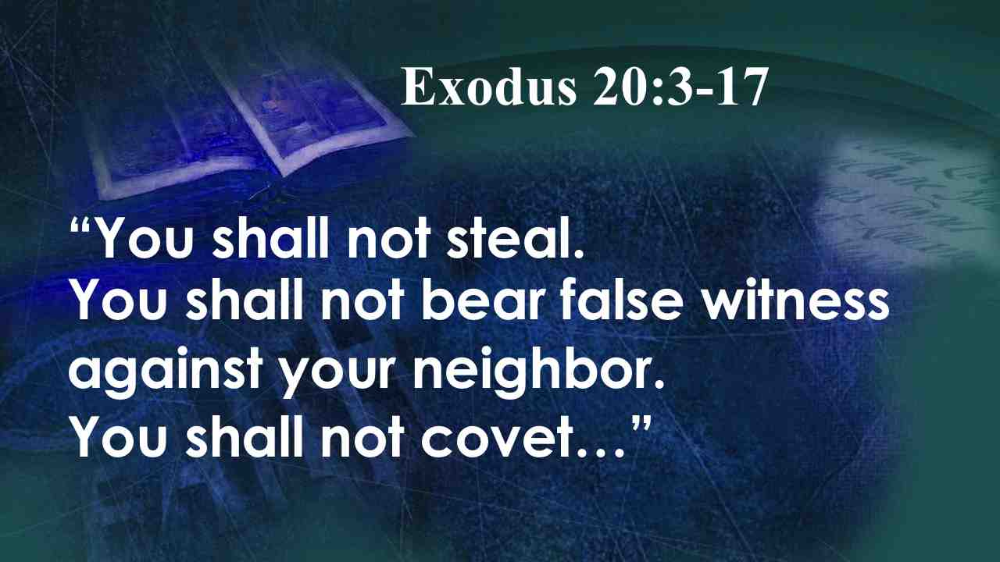 Exodus 20:3-17
“You shall not steal.
You shall not bear false witness
against your neighbor.
You shall not covet…”